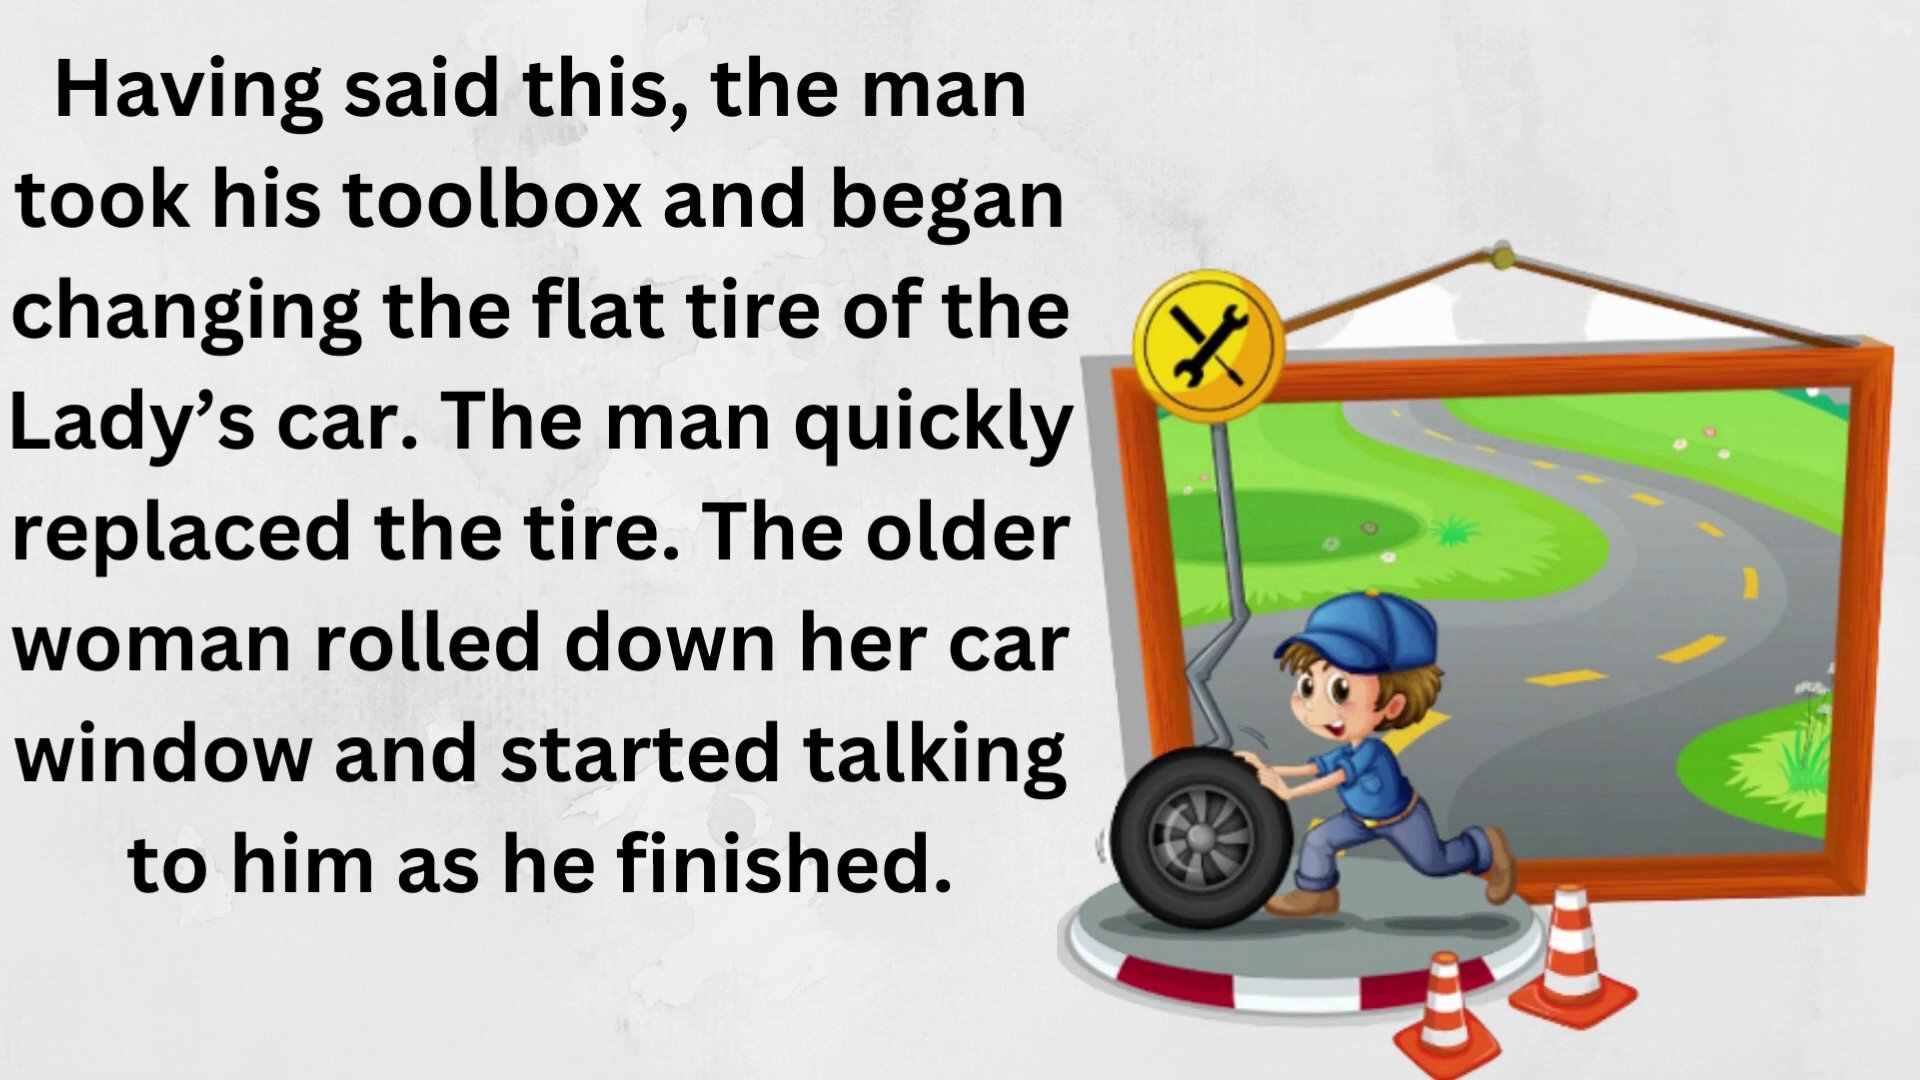 Having said this, the man
took his toolbox and began
changing the flat tire of the
Lady’s car. The man quickly
replaced the tire. The older
woman rolled down her car
window and started talking
to him as he finished.